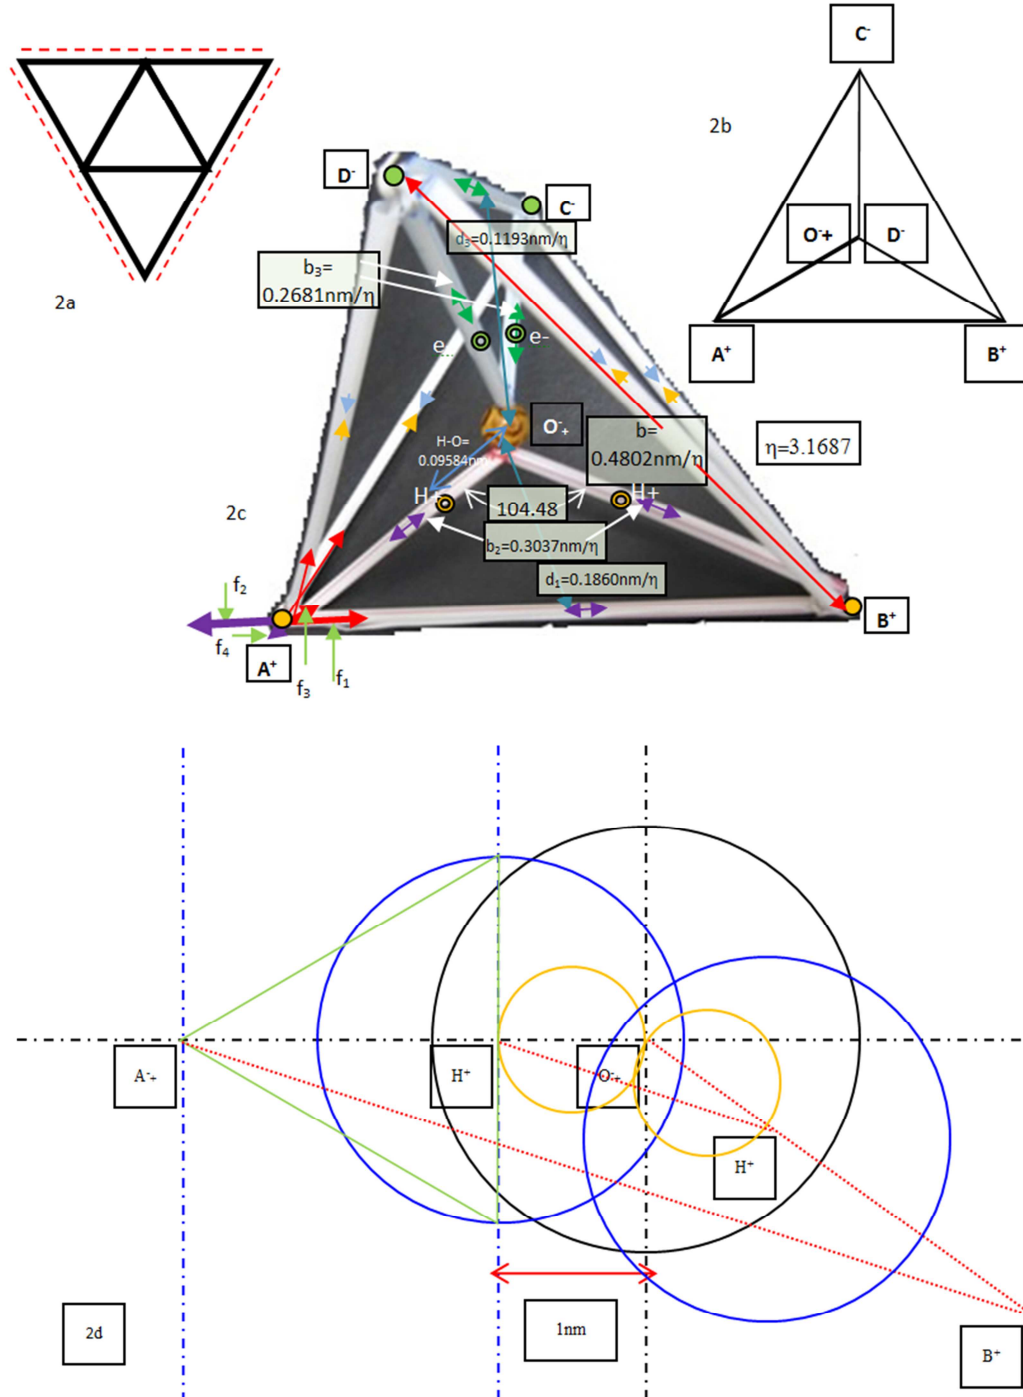 C⁻
2b
D⁻
C⁻
d₃=0.1193nm/η
b₃=
0.2681nm/η
O⁻+
D⁻
2a
e
e-
A⁺
B⁺
O⁻₊
b=
0.4802nm/η
η=3.1687
H-O=
0.09584nm
H+
H+
104.48
2c
b₂=0.3037nm/η
d₁=0.1860nm/η
f₂
B⁺
f₄
A⁺
f₃
f₁
A⁻₊
H⁺
O⁻₊
H⁺
2d
1nm
B⁺